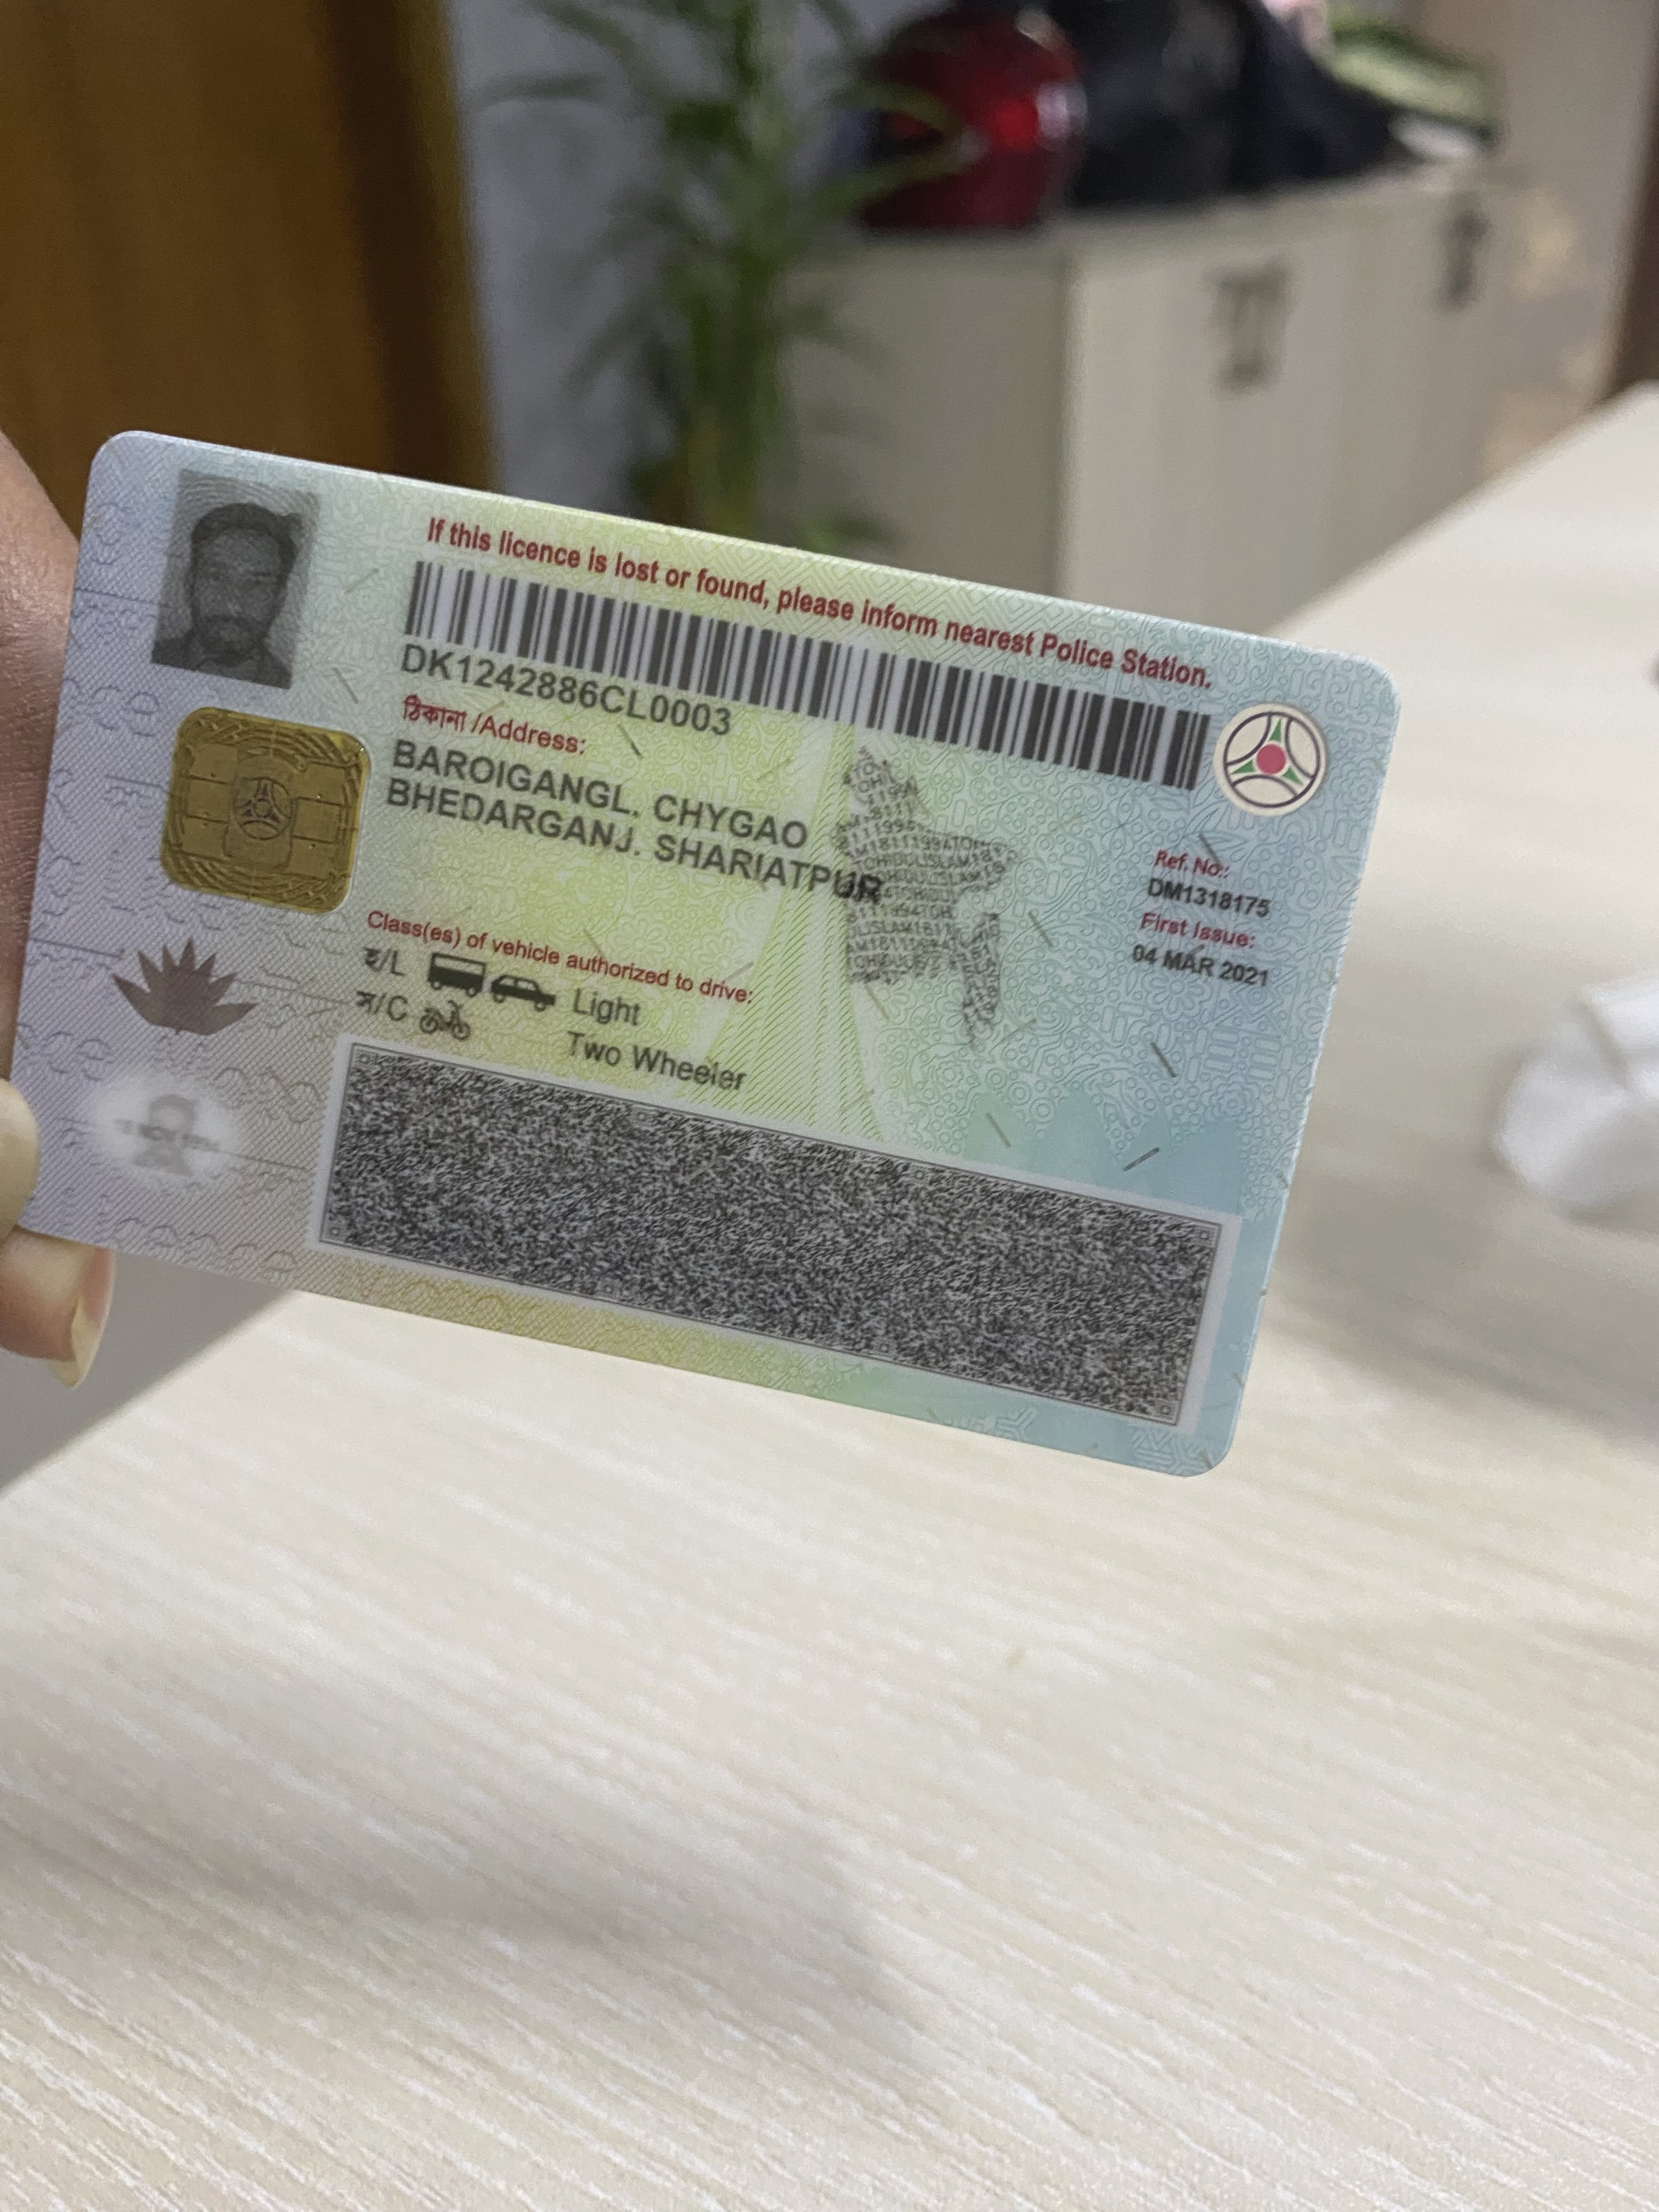 If this licence is lost or found, please inform nearest Police Station.
DK1242886CL0003
ঠিকানা /Address:
BAROIGANGL. CHYGAO
BHEDARGANJ. SHARIATPUR
Ref. No.:
DM1318175
First Issue:
04 MAR 2021
Class(es) of vehicle authorized to drive:
হ/L Light
ম/C Two Wheeler